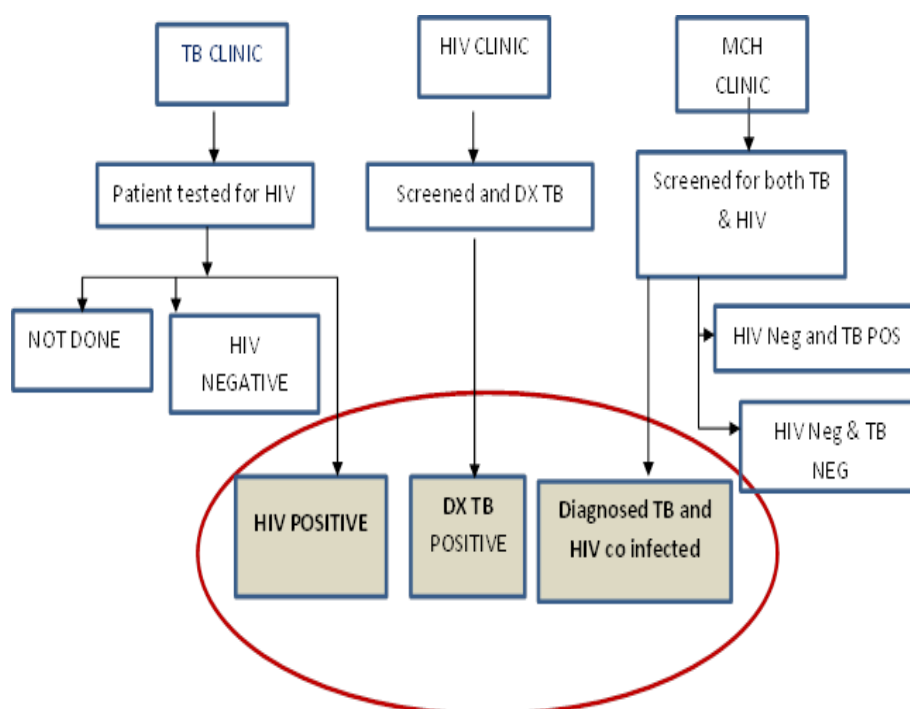 TB CLINIC
HIV CLINIC
MCH
CLINIC
Patient tested for HIV
Screened and DX TB
Screened for both TB
& HIV
NOT DONE
HIV
NEGATIVE
HIV Neg and TB POS
HIV Neg & TB
NEG
HIV POSITIVE
DX TB
POSITIVE
Diagnosed TB and
HIV co infected